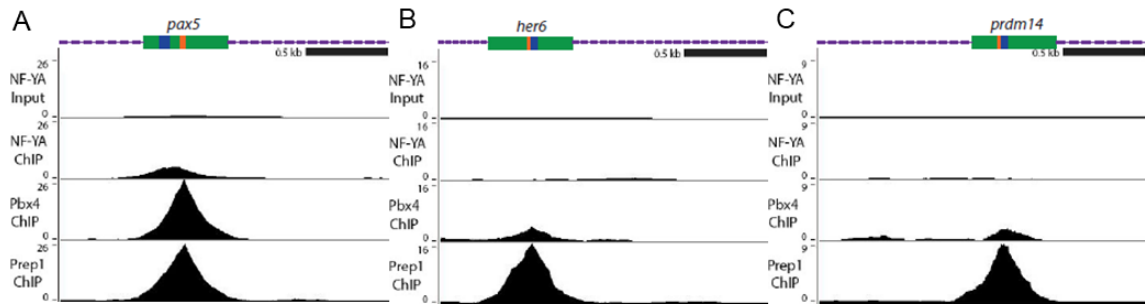 A
pax5
0.5 kb
26
NF-YA
Input
0
26
NF-YA
ChIP
0
26
Pbx4
ChIP
0
26
Prep1
ChIP
0
B
her6
0.5 kb
16
NF-YA
Input
0
16
NF-YA
ChIP
0
16
Pbx4
ChIP
0
16
Prep1
ChIP
0
C
prdm14
0.5 kb
9
NF-YA
Input
0
9
NF-YA
ChIP
0
9
Pbx4
ChIP
0
9
Prep1
ChIP
0